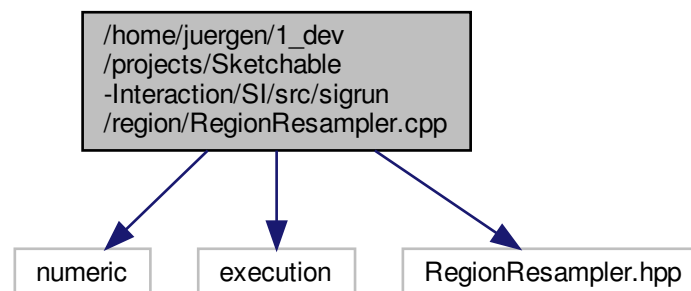 /home/juergen/1_dev
/projects/Sketchable
-Interaction/SI/src/sigrun
/region/RegionResampler.cpp
numeric
execution
RegionResampler.hpp